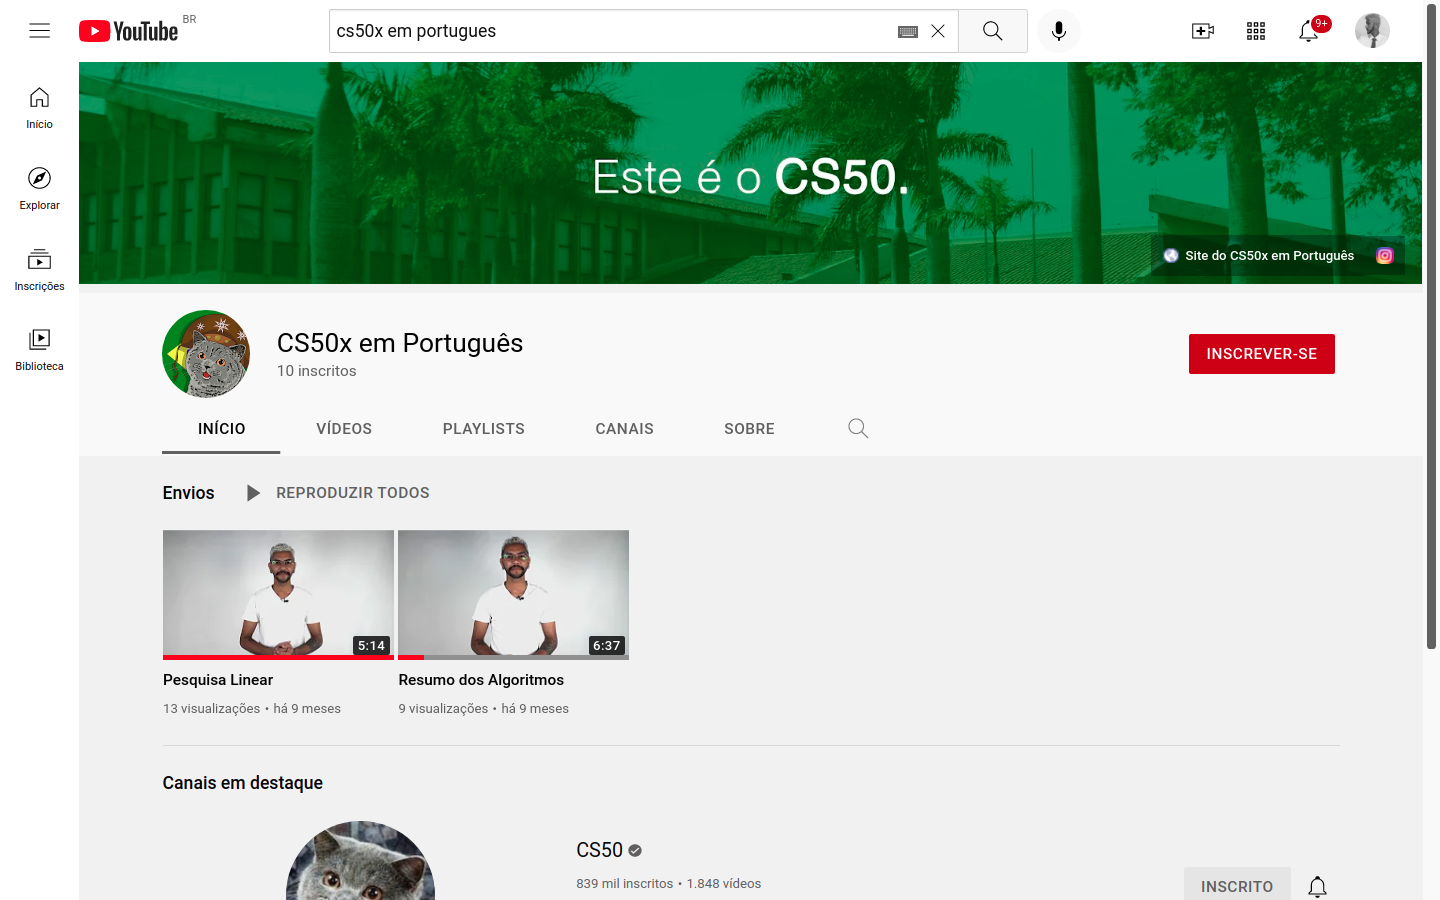 YouTube BR
cs50x em portugues
9+
Início
Explorar
Inscrições
Biblioteca
Este é o CS50.
Site do CS50x em Português
CS50x em Português
10 inscritos
INSCREVER-SE
INÍCIO VÍDEOS PLAYLISTS CANAIS SOBRE
Envios REPRODUZIR TODOS
5:14 6:37
Pesquisa Linear
13 visualizações • há 9 meses
Resumo dos Algoritmos
9 visualizações • há 9 meses
Canais em destaque
CS50
839 mil inscritos • 1.848 vídeos
INSCRITO